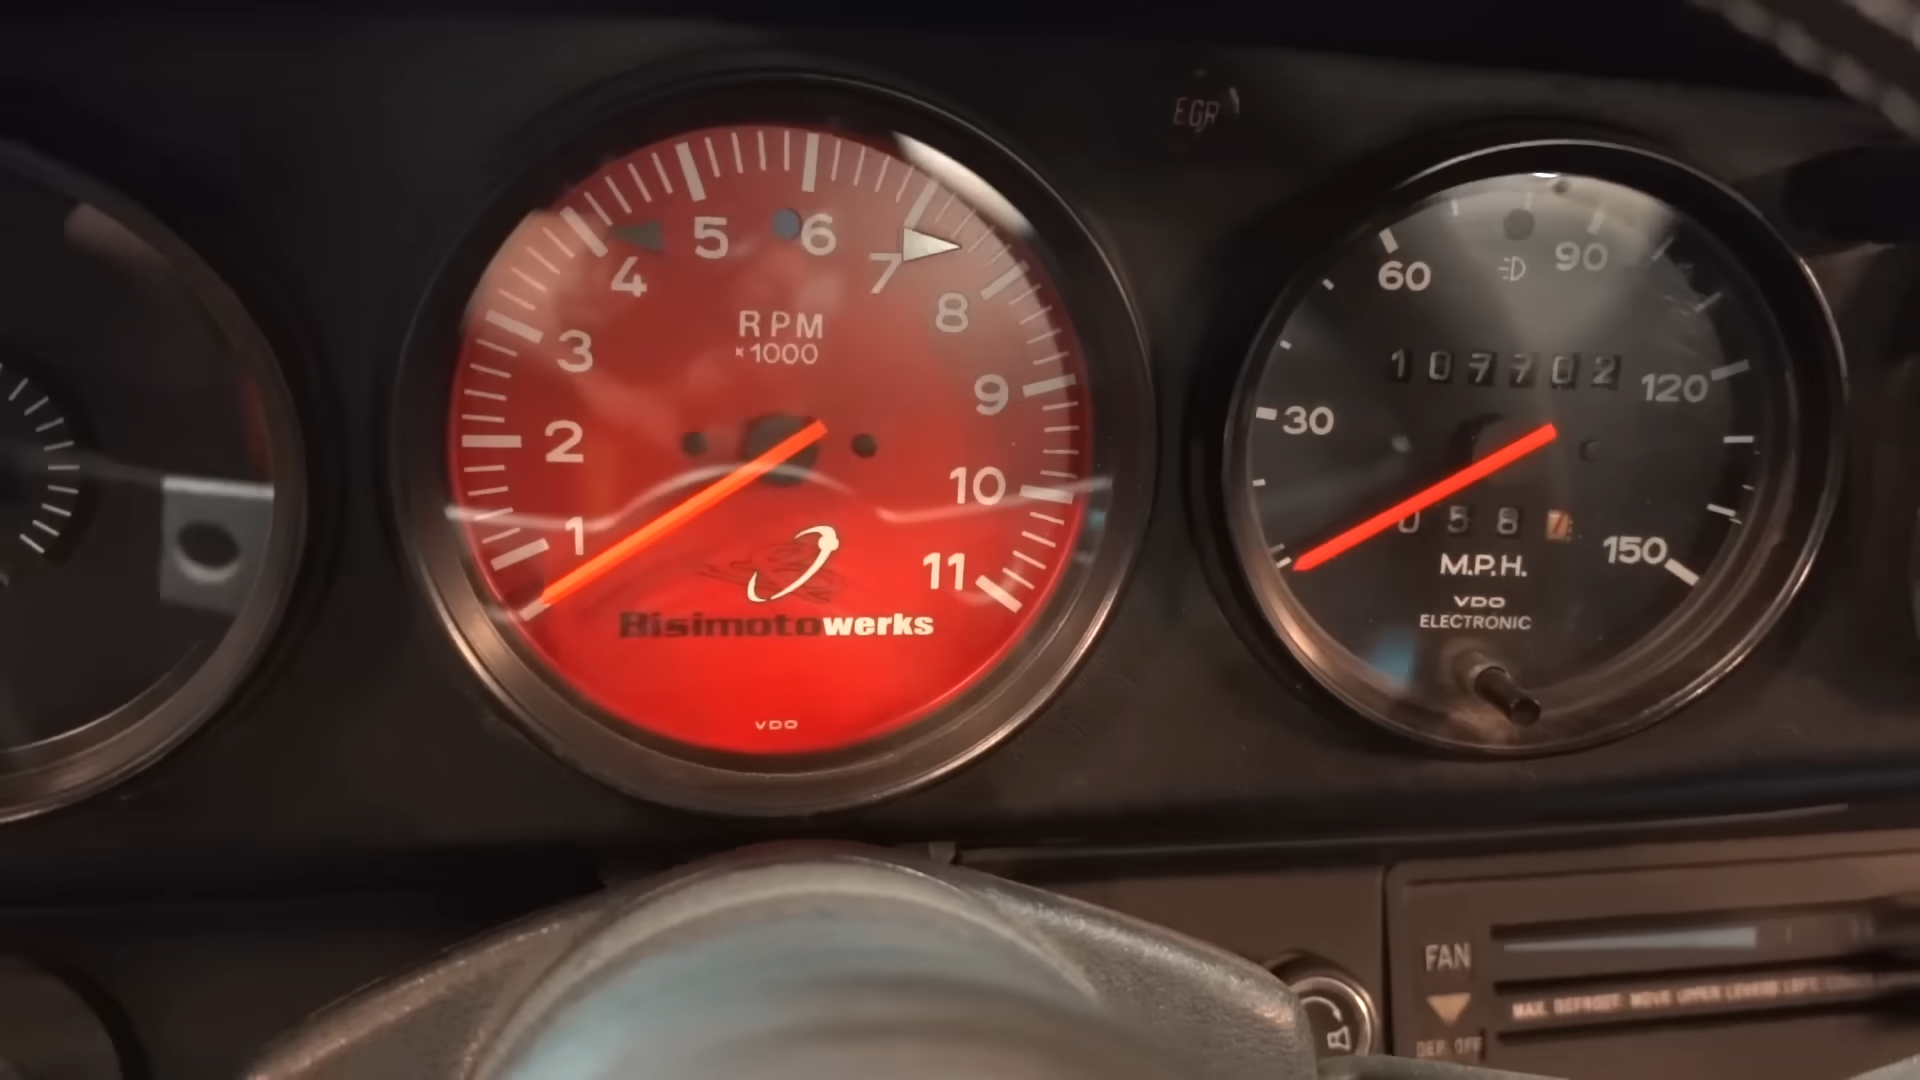 EGR
5 6
4 7
8
RPM
x1000
3
9
2
10
1
11
Bisimotowerks
VDO
60 90
107702
120
30
58
150
M.P.H.
VDO
ELECTRONIC
FAN
MAX. DEFROST: MOVE UPPER LEVERS LEFT.
DEF. OFF